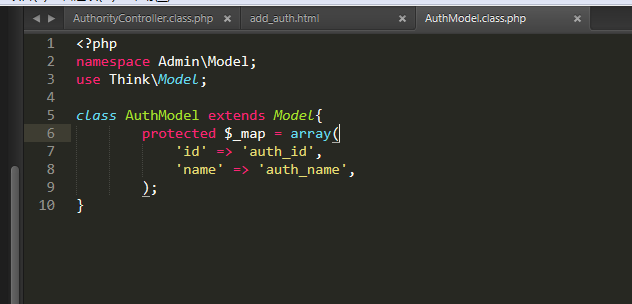 AuthorityController.class.php × add_auth.html × AuthModel.class.php ×
1 <?php
2 namespace Admin\Model;
3 use Think\Model;
4
5 class AuthModel extends Model{
6 protected $_map = array(
7 'id' => 'auth_id',
8 'name' => 'auth_name',
9 );
10 }